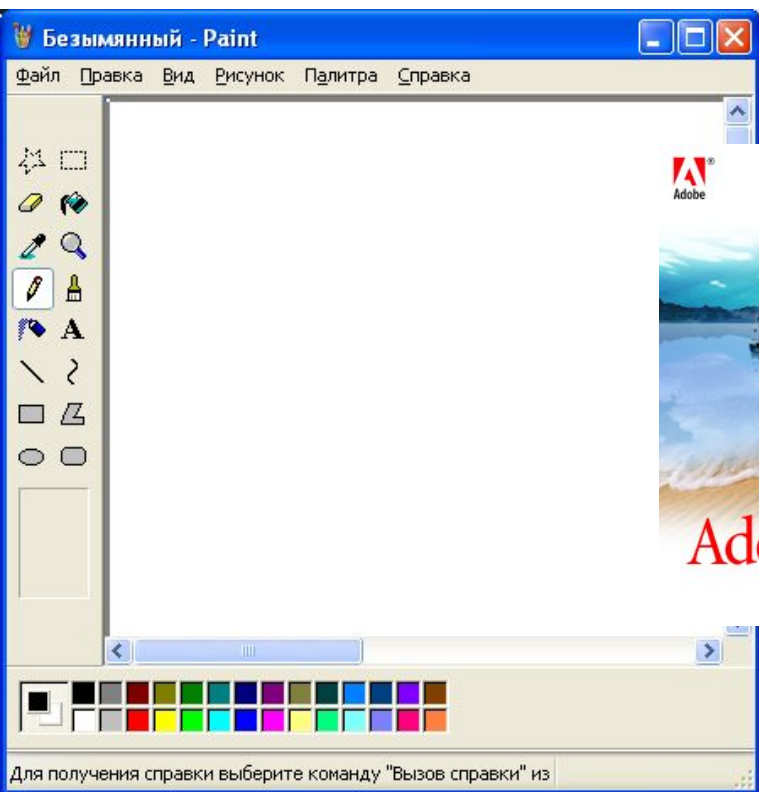 Безымянный - Paint
Файл Правка Вид Рисунок Палитра Справка
Adobe
A
Для получения справки выберите команду "Вызов справки" из